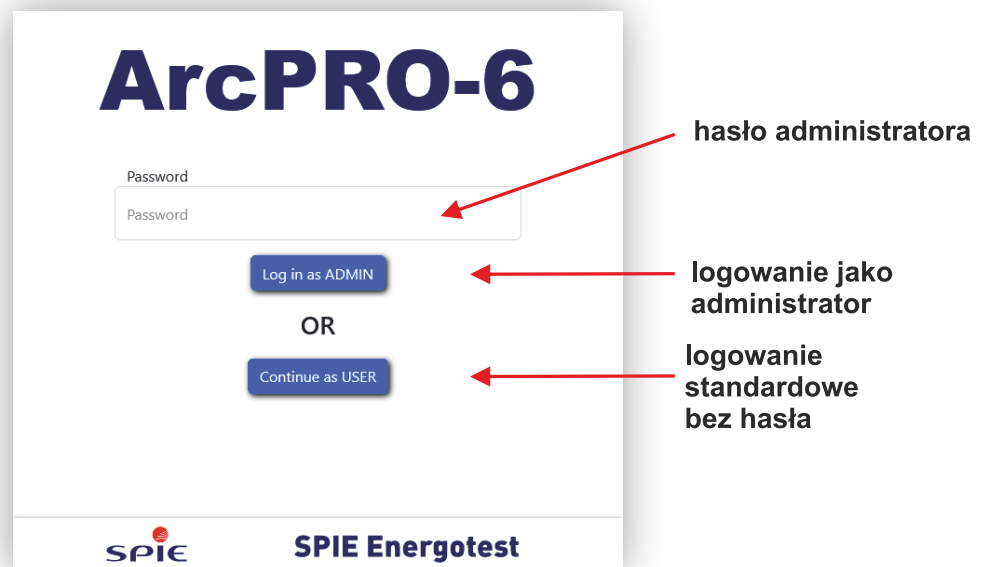 ArcPRO-6
hasło administratora
Password
Password
Log in as ADMIN
logowanie jako
administrator
OR
Continue as USER
logowanie
standardowe
bez hasła
SPIE
SPIE Energotest